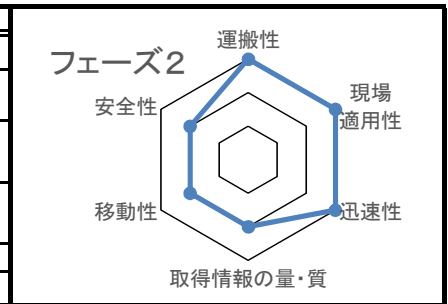 フェーズ2
運搬性
現場
適用性
迅速性
取得情報の量・質
移動性
安全性